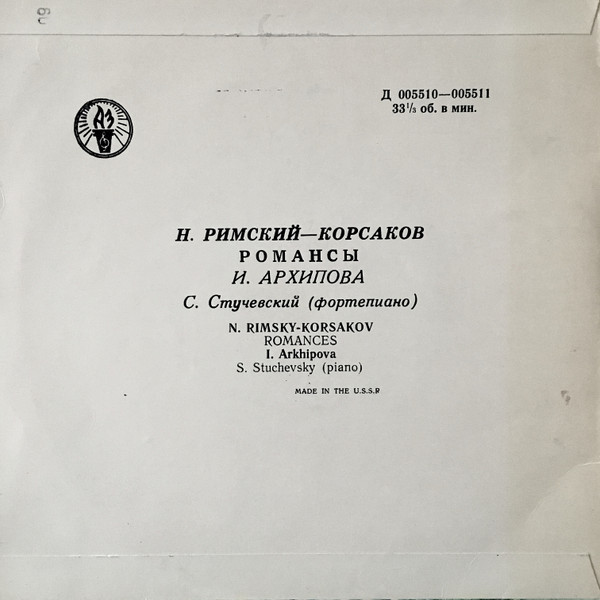 Д 005510—005511
33⅓ об. в мин.
АЗ
Н. РИМСКИЙ—КОРСАКОВ
РОМАНСЫ
И. АРХИПОВА
С. Стучевский (фортепиано)
N. RIMSKY-KORSAKOV
ROMANCES
I. Arkhipova
S. Stuchevsky (piano)
MADE IN THE U.S.S.R